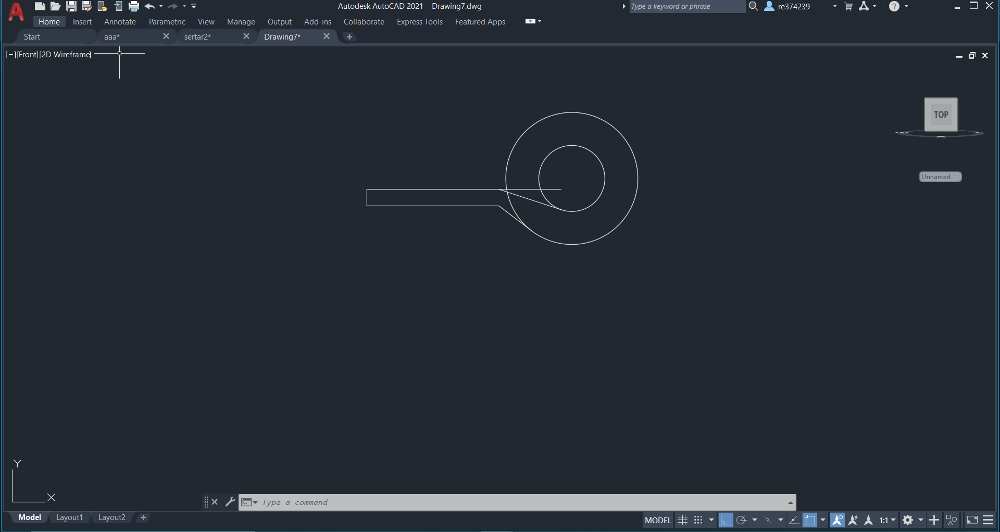 Autodesk AutoCAD 2021 Drawing7.dwg
Type a keyword or phrase
re374239
Home Insert Annotate Parametric View Manage Output Add-ins Collaborate Express Tools Featured Apps
Start aaa* sertar2* Drawing7*
[−][Front][2D Wireframe]
TOP
Unnamed
Y
X
Type a command
Model Layout1 Layout2
MODEL 1:1